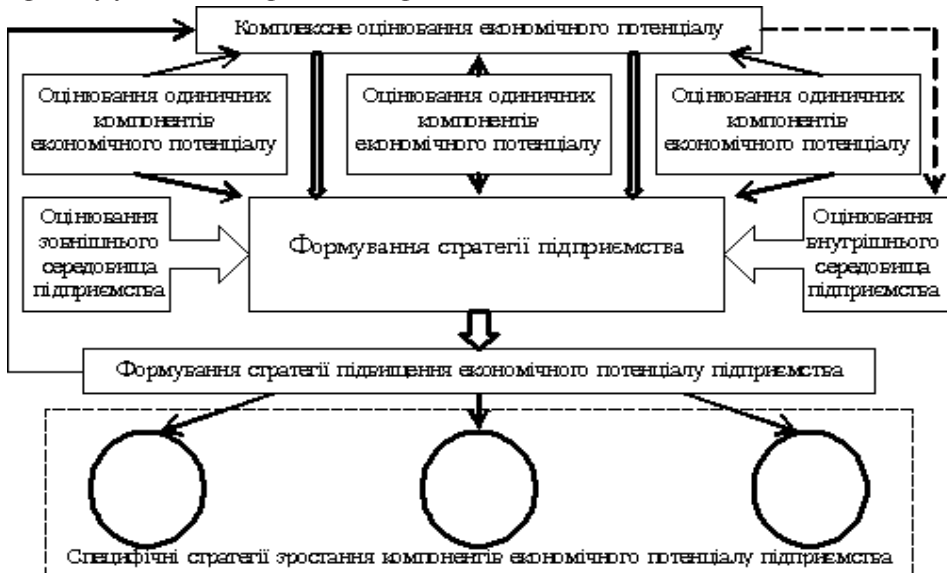 Комплексне оцінювання економічного потенціалу
Оцінювання одиничних
компонентів
економічного потенціалу
Оцінювання одиничних
компонентів
економічного потенціалу
Оцінювання одиничних
компонентів
економічного потенціалу
Оцінювання
зовнішнього
середовища
підприємства
Формування стратегії підприємства
Оцінювання
внутрішнього
середовища
підприємства
Формування стратегії підвищення економічного потенціалу підприємства
Специфічні стратегії зростання компонентів економічного потенціалу підприємства